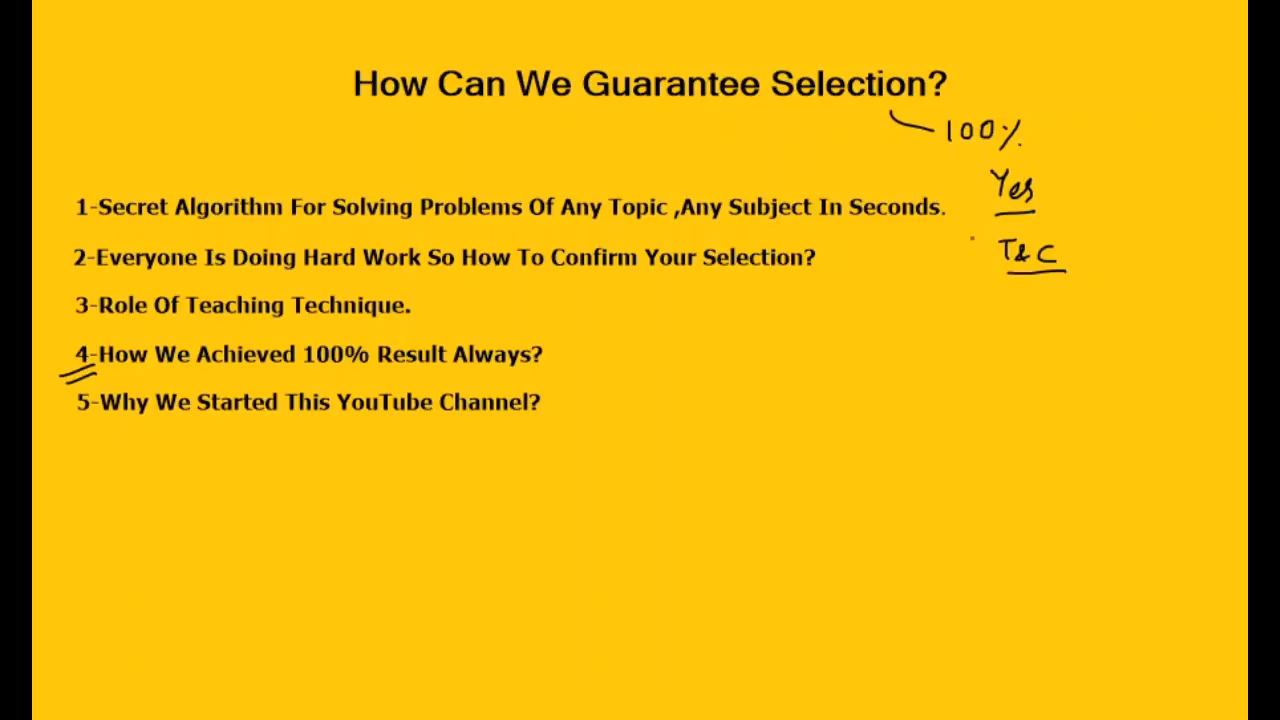 How Can We Guarantee Selection?
100%
Yes
1-Secret Algorithm For Solving Problems Of Any Topic ,Any Subject In Seconds.
T&C
2-Everyone Is Doing Hard Work So How To Confirm Your Selection?
3-Role Of Teaching Technique.
4-How We Achieved 100% Result Always?
5-Why We Started This YouTube Channel?